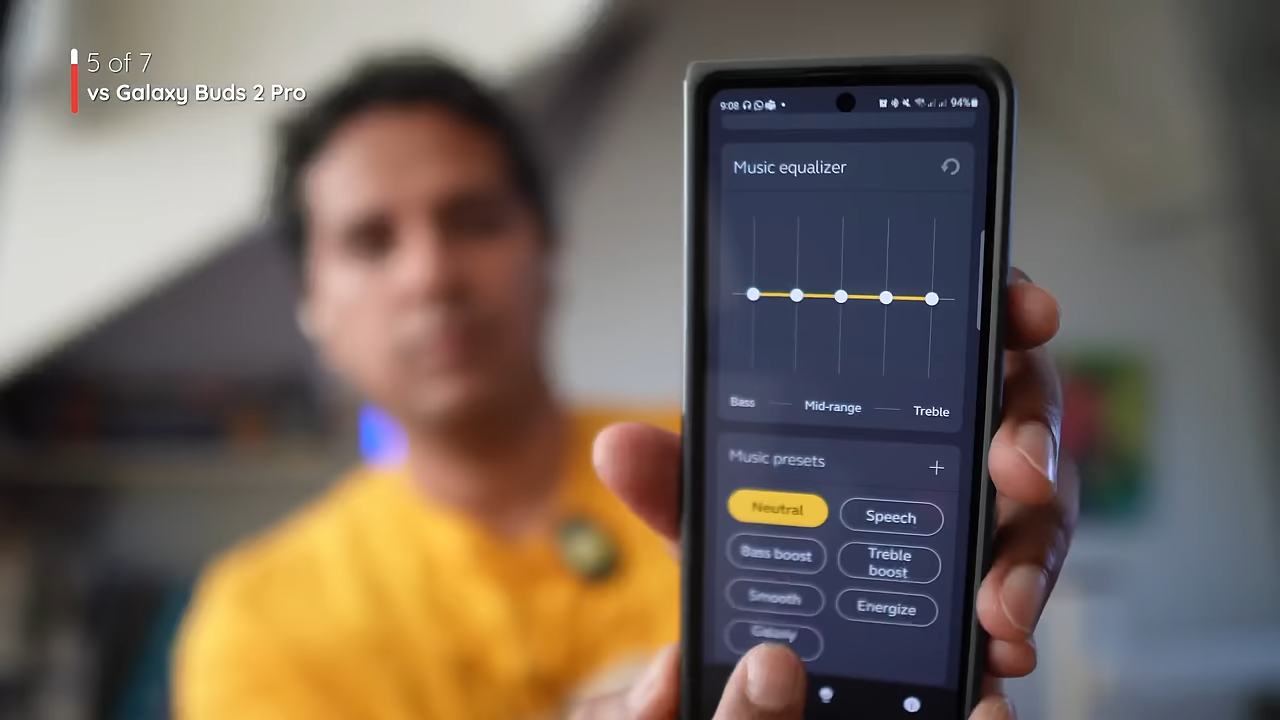 5 of 7
vs Galaxy Buds 2 Pro
9:08
94%
Music equalizer
Bass
Mid-range
Treble
Music presets
+
Neutral
Speech
Bass boost
Treble
boost
Smooth
Energize
Galaxy